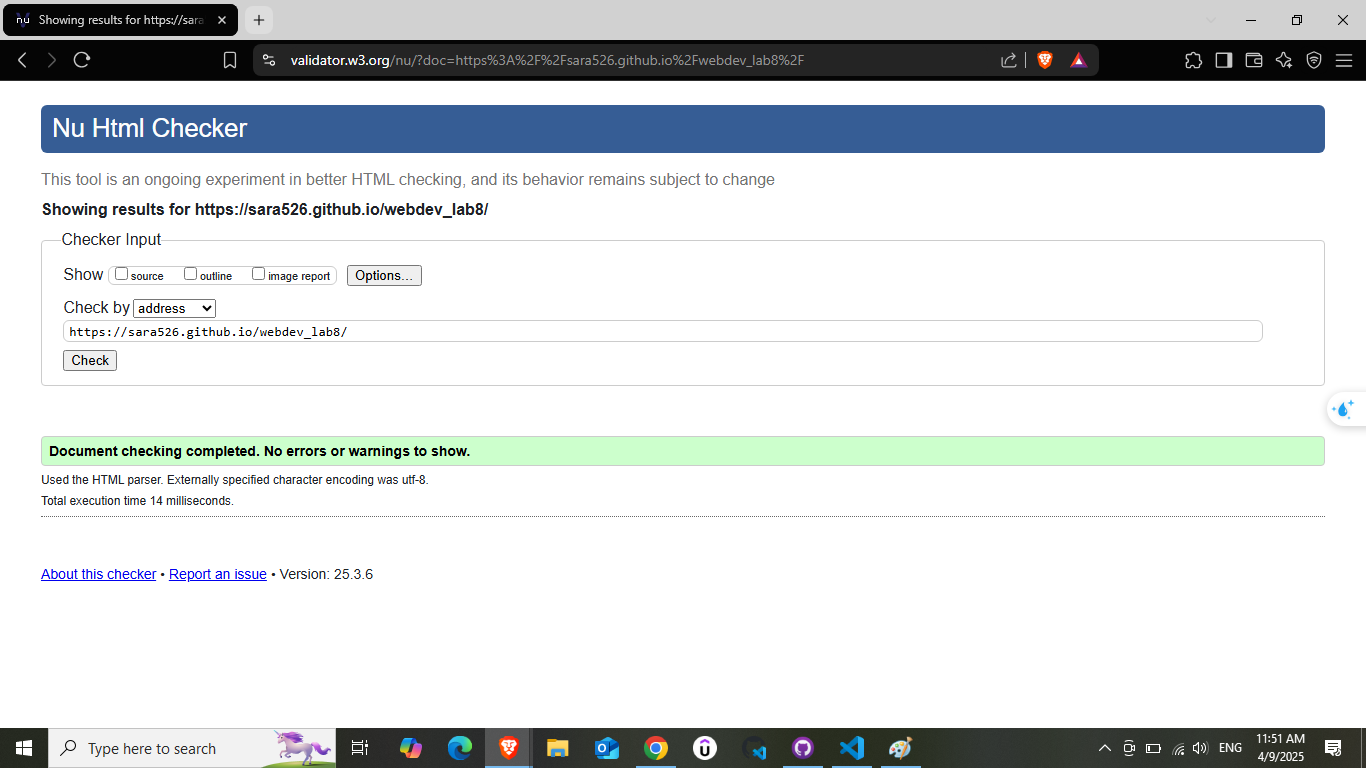 Showing results for https://sara
validator.w3.org/nu/?doc=https%3A%2F%2Fsara526.github.io%2Fwebdev_lab8%2F
Nu Html Checker
This tool is an ongoing experiment in better HTML checking, and its behavior remains subject to change
Showing results for https://sara526.github.io/webdev_lab8/
Checker Input
Show source outline image report Options...
Check by address
https://sara526.github.io/webdev_lab8/
Check
Document checking completed. No errors or warnings to show.
Used the HTML parser. Externally specified character encoding was utf-8.
Total execution time 14 milliseconds.
About this checker • Report an issue • Version: 25.3.6
Type here to search
ENG
11:51 AM
4/9/2025